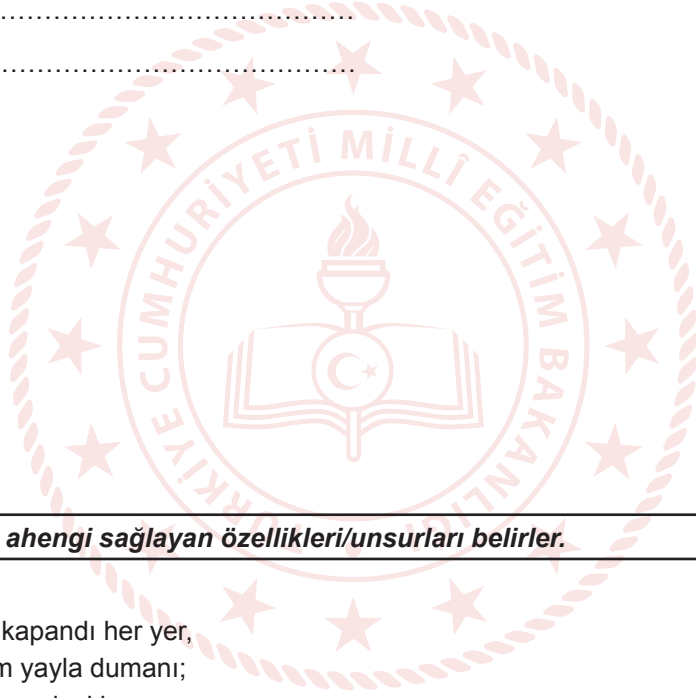 ………………………………………
………………………………………
TÜRKİYE CUMHURİYETİ MİLLÎ EĞİTİM BAKANLIĞI
ahengi sağlayan özellikleri/unsurları belirler.
kapandı her yer,
yayla dumanı;